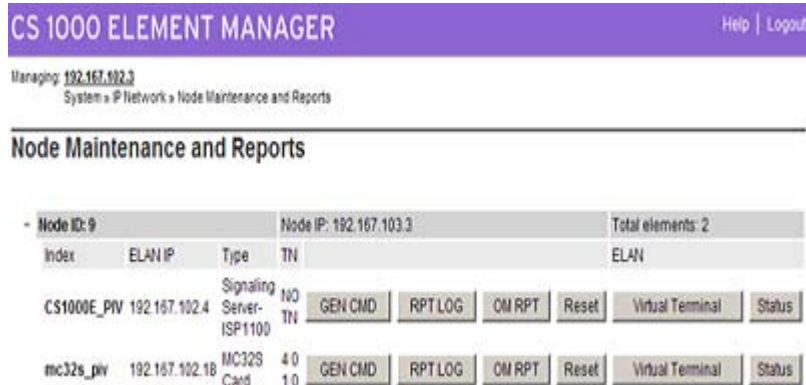 CS 1000 ELEMENT MANAGER
Help | Logout
Managing: 192.167.102.3
System » IP Network » Node Maintenance and Reports
Node Maintenance and Reports
- Node ID: 9 Node IP: 192.167.103.3 Total elements: 2
Index ELAN IP Type TN ELAN
CS1000E_PIV 192.167.102.4 Signaling Server-ISP1100 NO TN GEN CMD RPT LOG OM RPT Reset Virtual Terminal Status
mc32s_piv 192.167.102.18 MC32S Card 4 0 1 0 GEN CMD RPT LOG OM RPT Reset Virtual Terminal Status